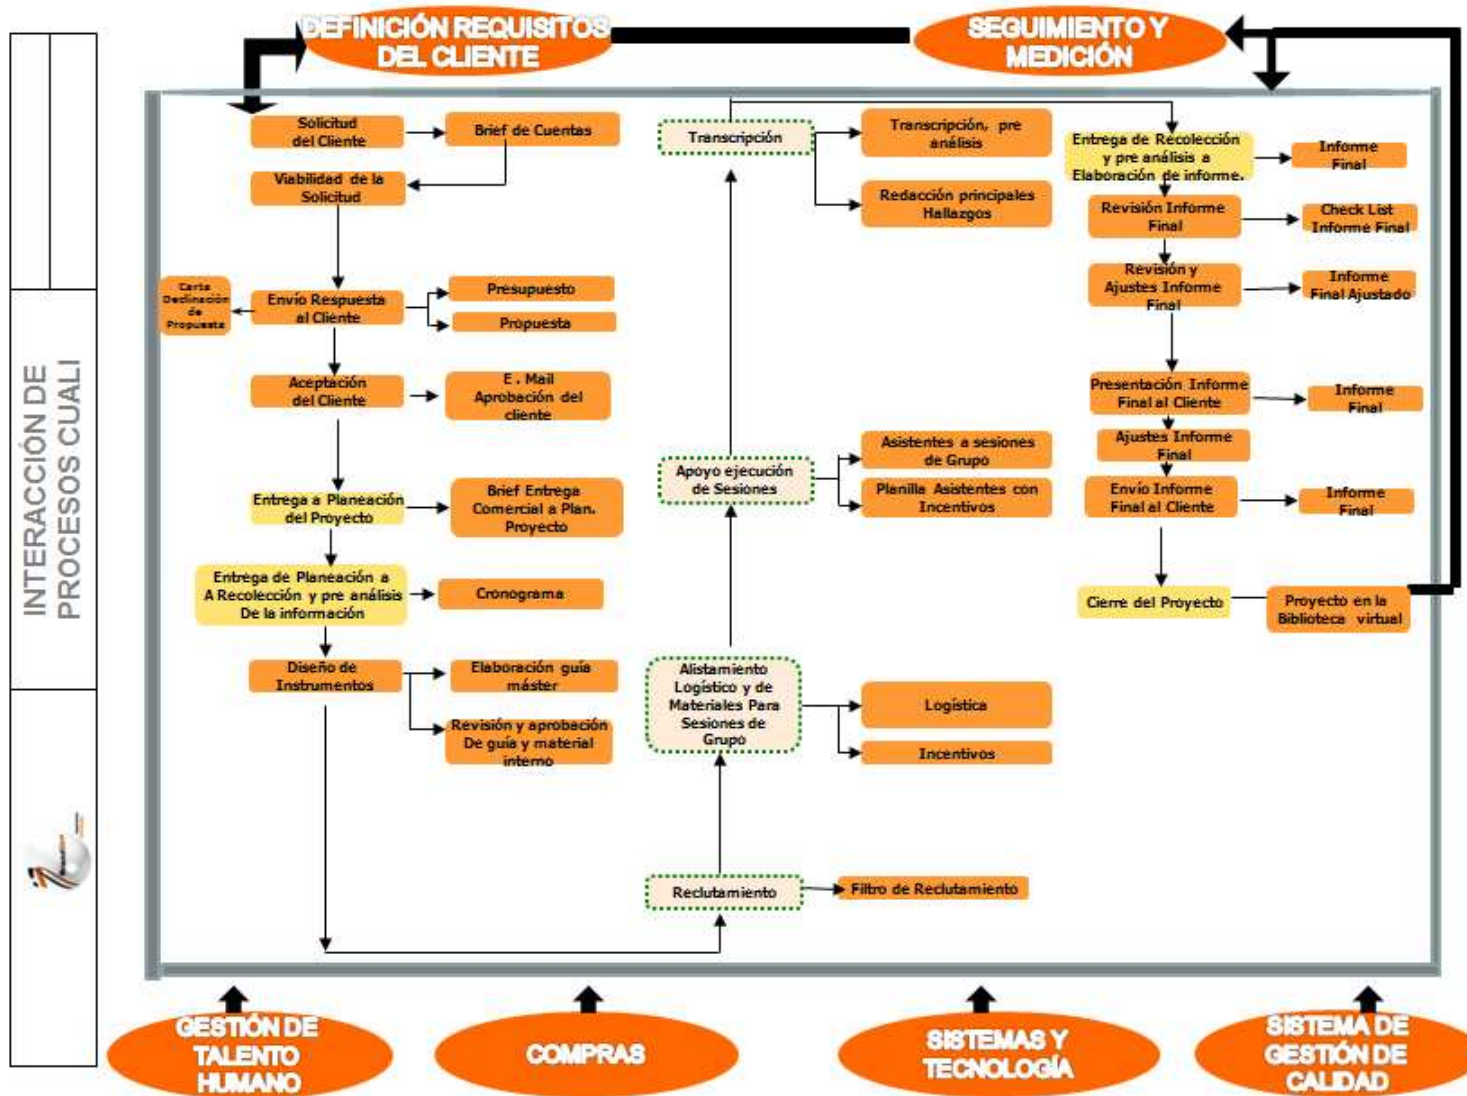 DEFINICIÓN REQUISITOS
DEL CLIENTE
SEGUIMIENTO Y
MEDICIÓN
INTERACCIÓN DE
PROCESOS CUALI
Solicitud
del Cliente
Brief de Cuentas
Viabilidad de la
Solicitud
Carta
Declinación
de
Propuesta
Envío Respuesta
al Cliente
Presupuesto
Propuesta
Aceptación
del Cliente
E . Mail
Aprobación del
cliente
Entrega a Planeación
del Proyecto
Brief Entrega
Comercial a Plan.
Proyecto
Entrega de Planeación a
A Recolección y pre análisis
De la información
Cronograma
Diseño de
Instrumentos
Elaboración guía
máster
Revisión y aprobación
De guía y material
interno
Transcripción
Transcripción, pre
análisis
Redacción principales
Hallazgos
Apoyo ejecución
de Sesiones
Asistentes a sesiones
de Grupo
Planilla Asistentes con
Incentivos
Alistamiento
Logístico y de
Materiales Para
Sesiones de
Grupo
Logística
Incentivos
Reclutamiento
Filtro de Reclutamiento
Entrega de Recolección
y pre análisis a
Elaboración de informe.
Informe
Final
Revisión Informe
Final
Check List
Informe Final
Revisión y
Ajustes Informe
Final
Informe
Final Ajustado
Presentación Informe
Final al Cliente
Informe
Final
Ajustes Informe
Final
Envío Informe
Final al Cliente
Informe
Final
Cierre del Proyecto
Proyecto en la
Biblioteca virtual
GESTIÓN DE
TALENTO
HUMANO
COMPRAS
SISTEMAS Y
TECNOLOGÍA
SISTEMA DE
GESTIÓN DE
CALIDAD